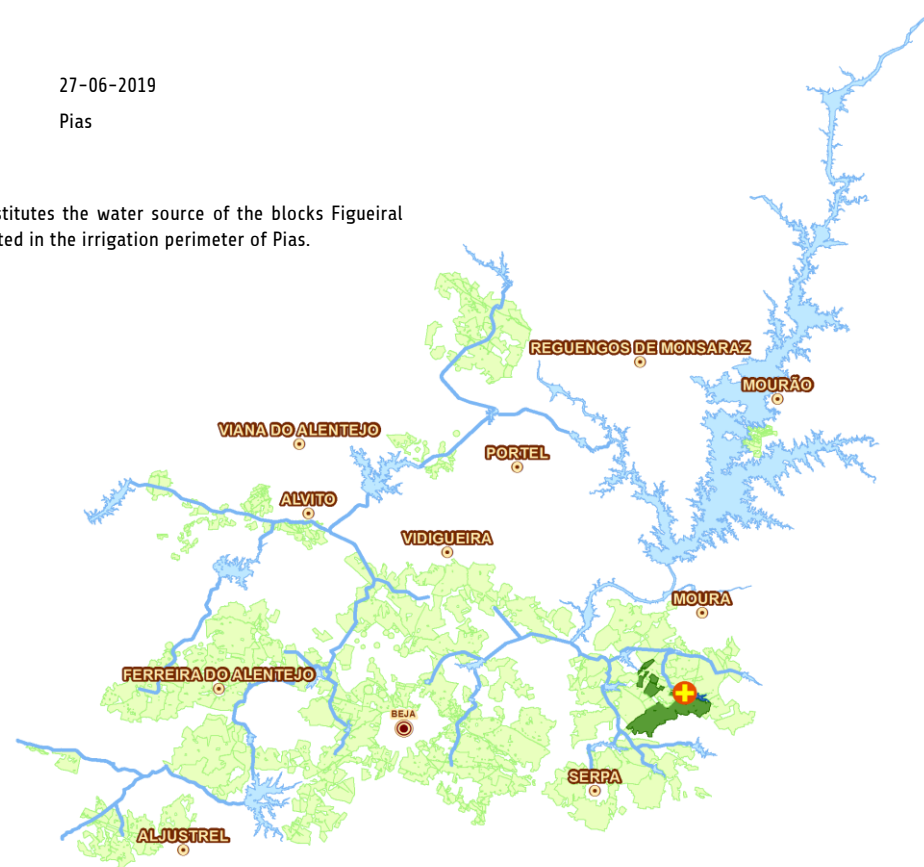 27-06-2019
Pias
stitutes the water source of the blocks Figueiral
ted in the irrigation perimeter of Pias.
REGUENGOS DE MONSARAZ
MOURÃO
VIANA DO ALENTEJO
PORTEL
ALVITO
VIDIGUEIRA
MOURA
FERREIRA DO ALENTEJO
BEJA
SERPA
ALJUSTREL